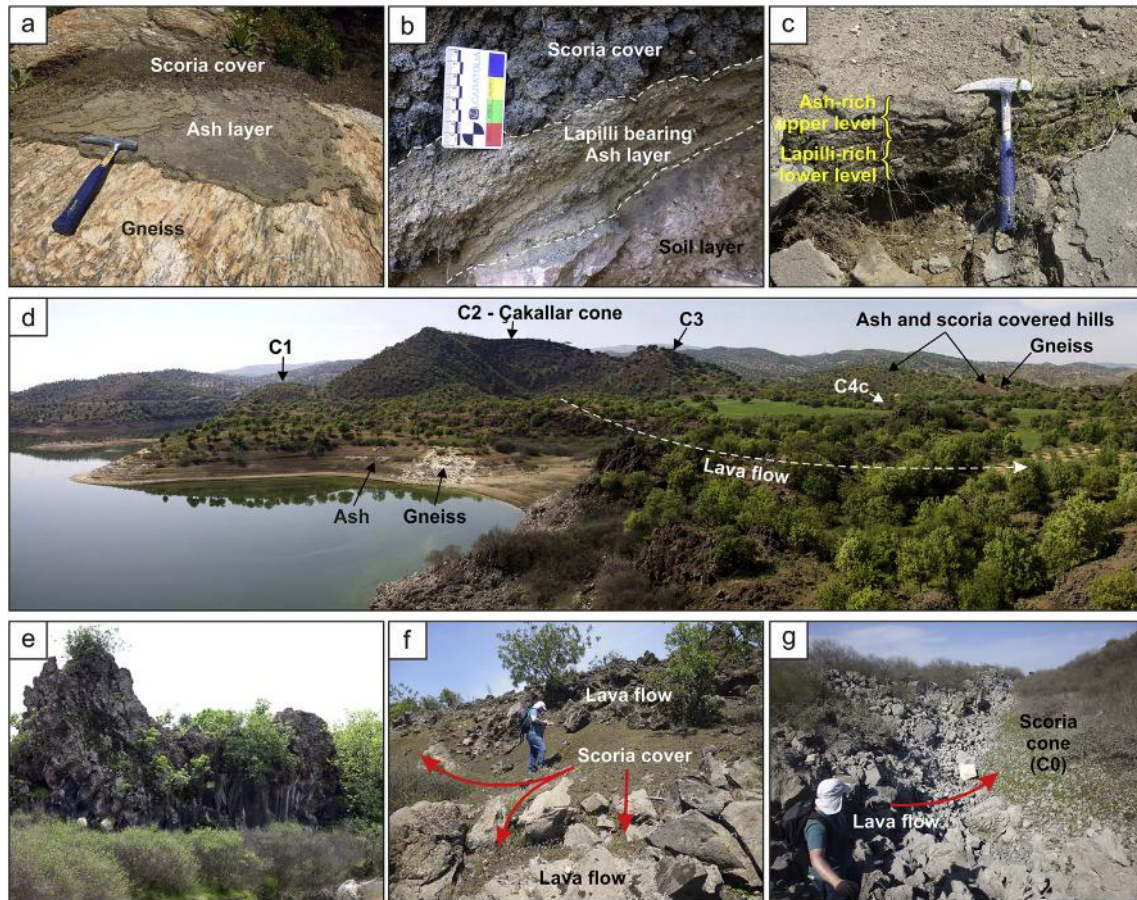 a
Scoria cover
Ash layer
Gneiss
b
Scoria cover
Lapilli bearing
Ash layer
Soil layer
c
Ash-rich
upper level
Lapilli-rich
lower level
d
C1
C2 - Çakallar cone
C3
Ash and scoria covered hills
Gneiss
C4c
Lava flow
Ash
Gneiss
e
f
Lava flow
Scoria cover
Lava flow
g
Scoria
cone
(C0)
Lava flow